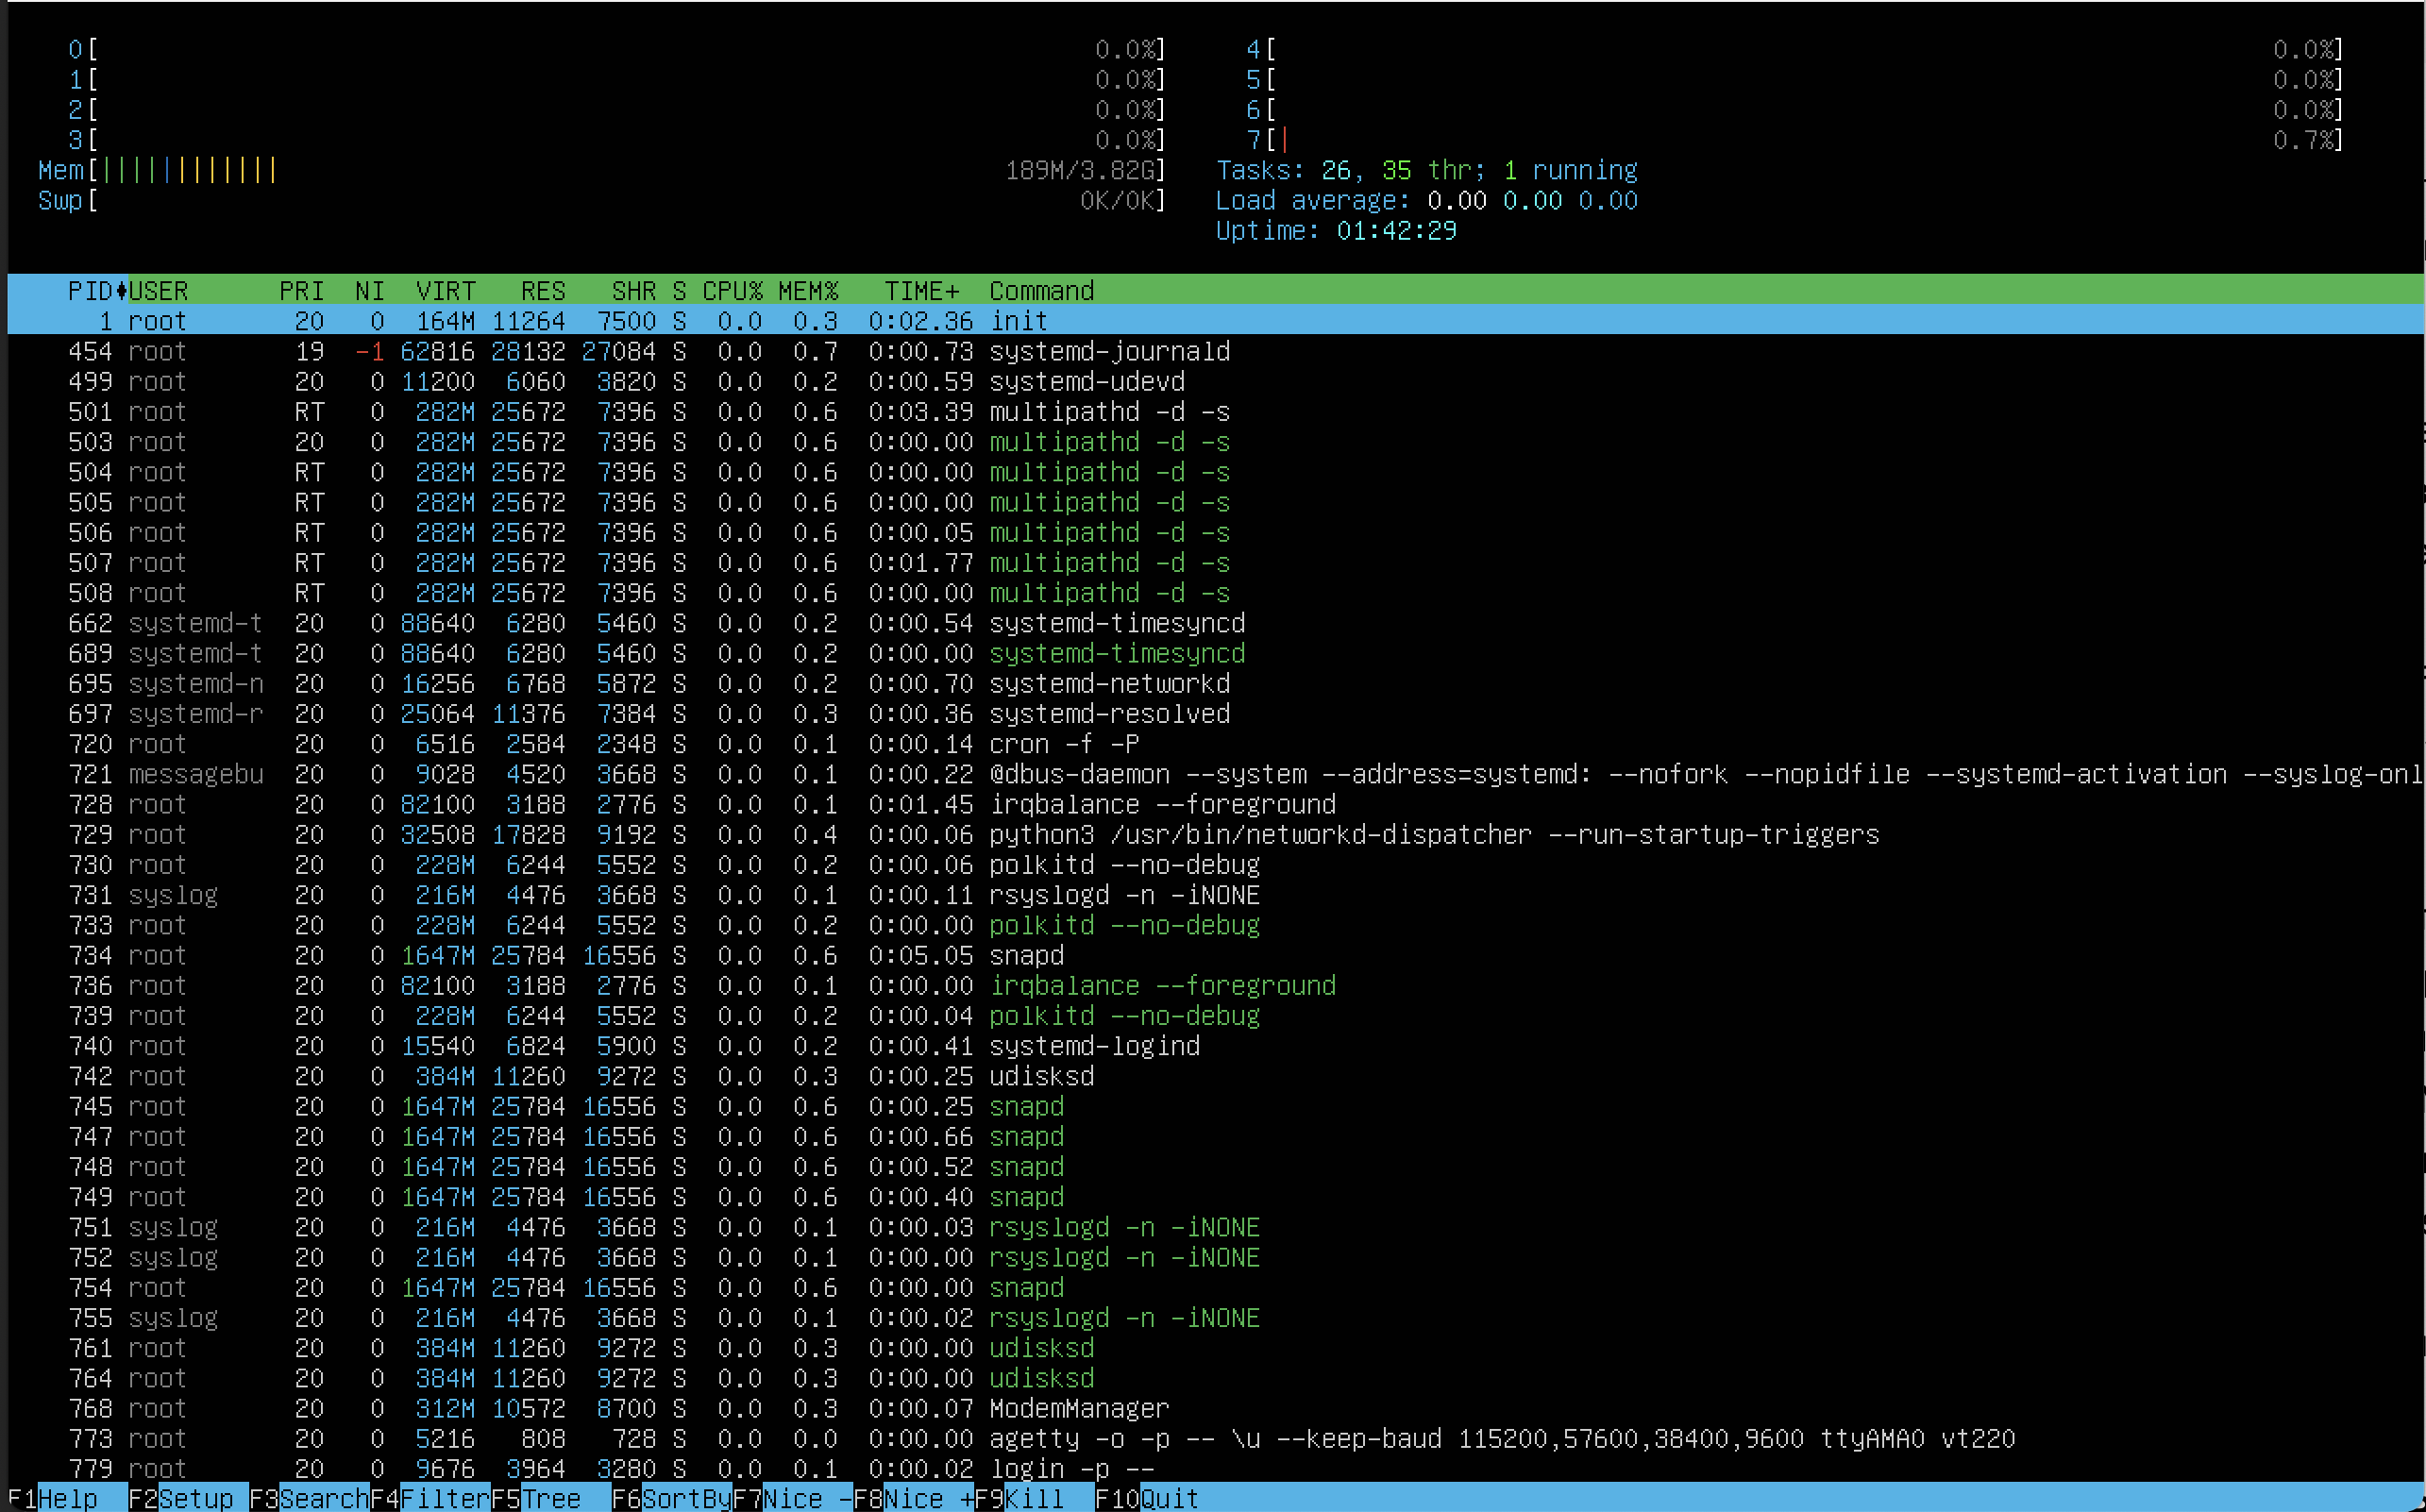 0[ 0.0%] 4[ 0.0%]
1[ 0.0%] 5[ 0.0%]
2[ 0.0%] 6[ 0.0%]
3[ 0.0%] 7[| 0.7%]
Mem[|||||||||||| 189M/3.82G] Tasks: 26, 35 thr; 1 running
Swp[ 0K/0K] Load average: 0.00 0.00 0.00
Uptime: 01:42:29
PID USER PRI NI VIRT RES SHR S CPU% MEM% TIME+ Command
1 root 20 0 164M 11264 7500 S 0.0 0.3 0:02.36 init
454 root 19 -1 62816 28132 27084 S 0.0 0.7 0:00.73 systemd-journald
499 root 20 0 11200 6060 3820 S 0.0 0.2 0:00.59 systemd-udevd
501 root RT 0 282M 25672 7396 S 0.0 0.6 0:03.39 multipathd -d -s
503 root 20 0 282M 25672 7396 S 0.0 0.6 0:00.00 multipathd -d -s
504 root RT 0 282M 25672 7396 S 0.0 0.6 0:00.00 multipathd -d -s
505 root RT 0 282M 25672 7396 S 0.0 0.6 0:00.00 multipathd -d -s
506 root RT 0 282M 25672 7396 S 0.0 0.6 0:00.05 multipathd -d -s
507 root RT 0 282M 25672 7396 S 0.0 0.6 0:01.77 multipathd -d -s
508 root RT 0 282M 25672 7396 S 0.0 0.6 0:00.00 multipathd -d -s
662 systemd-t 20 0 88640 6280 5460 S 0.0 0.2 0:00.54 systemd-timesyncd
689 systemd-t 20 0 88640 6280 5460 S 0.0 0.2 0:00.00 systemd-timesyncd
695 systemd-n 20 0 16256 6768 5872 S 0.0 0.2 0:00.70 systemd-networkd
697 systemd-r 20 0 25064 11376 7384 S 0.0 0.3 0:00.36 systemd-resolved
720 root 20 0 6516 2584 2348 S 0.0 0.1 0:00.14 cron -f -P
721 messagebu 20 0 9028 4520 3668 S 0.0 0.1 0:00.22 @dbus-daemon --system --address=systemd: --nofork --nopidfile --systemd-activation --syslog-onl
728 root 20 0 82100 3188 2776 S 0.0 0.1 0:01.45 irqbalance --foreground
729 root 20 0 32508 17828 9192 S 0.0 0.4 0:00.06 python3 /usr/bin/networkd-dispatcher --run-startup-triggers
730 root 20 0 228M 6244 5552 S 0.0 0.2 0:00.06 polkitd --no-debug
731 syslog 20 0 216M 4476 3668 S 0.0 0.1 0:00.11 rsyslogd -n -iNONE
733 root 20 0 228M 6244 5552 S 0.0 0.2 0:00.00 polkitd --no-debug
734 root 20 0 1647M 25784 16556 S 0.0 0.6 0:05.05 snapd
736 root 20 0 82100 3188 2776 S 0.0 0.1 0:00.00 irqbalance --foreground
739 root 20 0 228M 6244 5552 S 0.0 0.2 0:00.04 polkitd --no-debug
740 root 20 0 15540 6824 5900 S 0.0 0.2 0:00.41 systemd-logind
742 root 20 0 384M 11260 9272 S 0.0 0.3 0:00.25 udisksd
745 root 20 0 1647M 25784 16556 S 0.0 0.6 0:00.25 snapd
747 root 20 0 1647M 25784 16556 S 0.0 0.6 0:00.66 snapd
748 root 20 0 1647M 25784 16556 S 0.0 0.6 0:00.52 snapd
749 root 20 0 1647M 25784 16556 S 0.0 0.6 0:00.40 snapd
751 syslog 20 0 216M 4476 3668 S 0.0 0.1 0:00.03 rsyslogd -n -iNONE
752 syslog 20 0 216M 4476 3668 S 0.0 0.1 0:00.00 rsyslogd -n -iNONE
754 root 20 0 1647M 25784 16556 S 0.0 0.6 0:00.00 snapd
755 syslog 20 0 216M 4476 3668 S 0.0 0.1 0:00.02 rsyslogd -n -iNONE
761 root 20 0 384M 11260 9272 S 0.0 0.3 0:00.00 udisksd
764 root 20 0 384M 11260 9272 S 0.0 0.3 0:00.00 udisksd
768 root 20 0 312M 10572 8700 S 0.0 0.3 0:00.07 ModemManager
773 root 20 0 5216 808 728 S 0.0 0.0 0:00.00 agetty -o -p -- \u --keep-baud 115200,57600,38400,9600 ttyAMA0 vt220
779 root 20 0 9676 3964 3280 S 0.0 0.1 0:00.02 login -p --
F1Help F2Setup F3SearchF4FilterF5Tree F6SortByF7Nice -F8Nice +F9Kill F10Quit